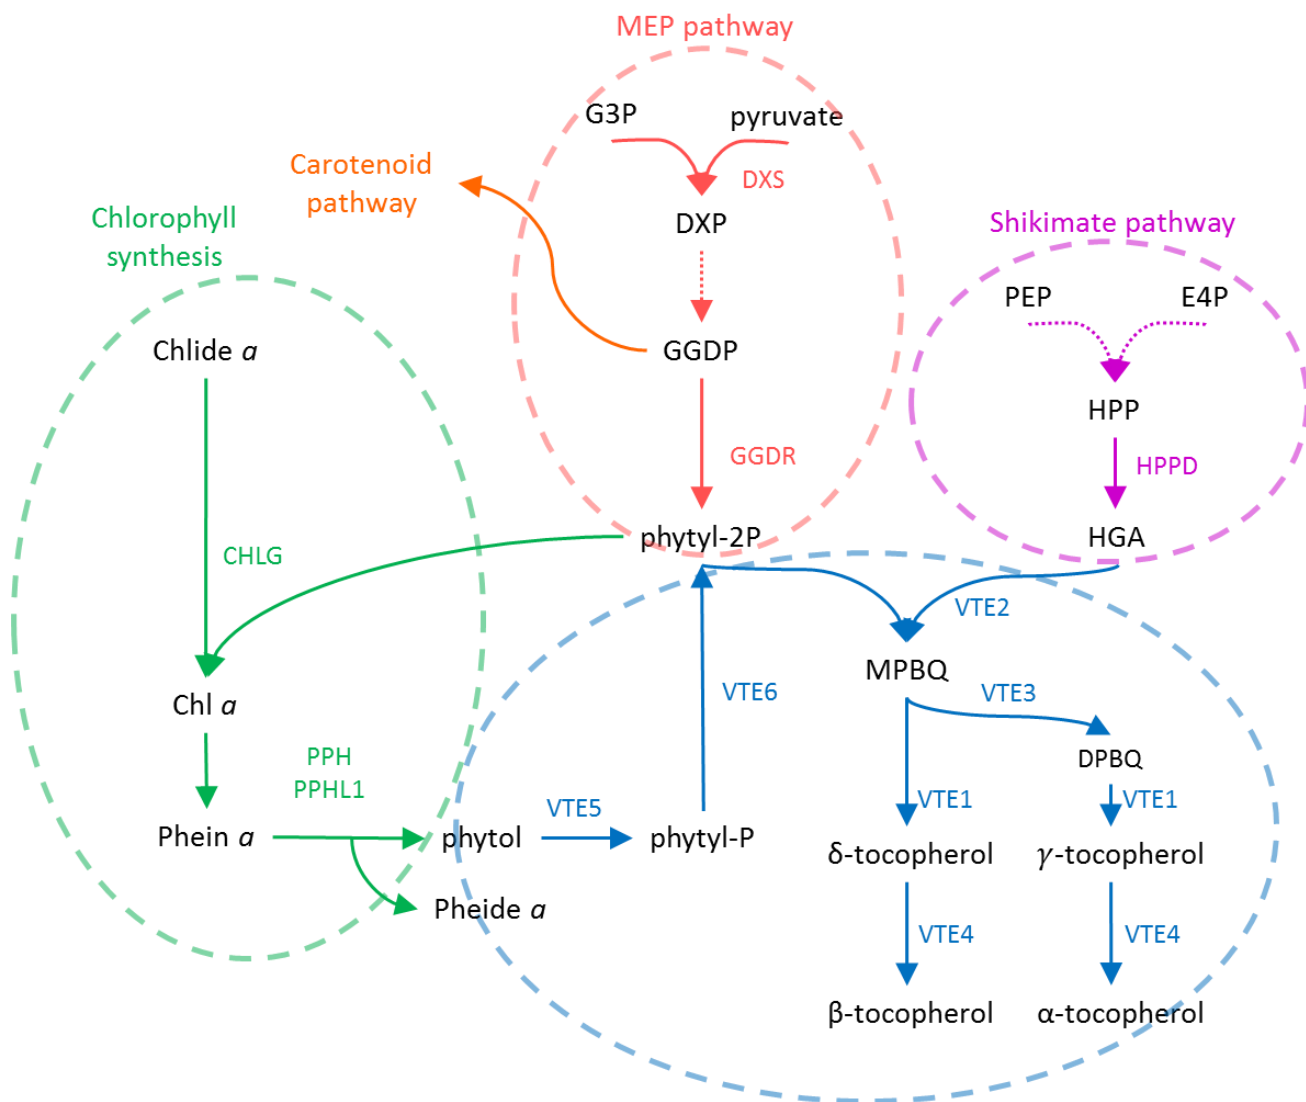 MEP pathway
G3P
pyruvate
DXS
Carotenoid
pathway
DXP
Chlorophyll
synthesis
Shikimate pathway
PEP
E4P
Chlide a
GGDP
HPP
GGDR
HPPD
phytyl-2P
HGA
CHLG
VTE2
MPBQ
VTE6
VTE3
Chl a
DPBQ
PPH
PPHL1
VTE5
VTE1
VTE1
Phein a
phytol
phytyl-P
δ-tocopherol
γ-tocopherol
Pheide a
VTE4
VTE4
β-tocopherol
α-tocopherol